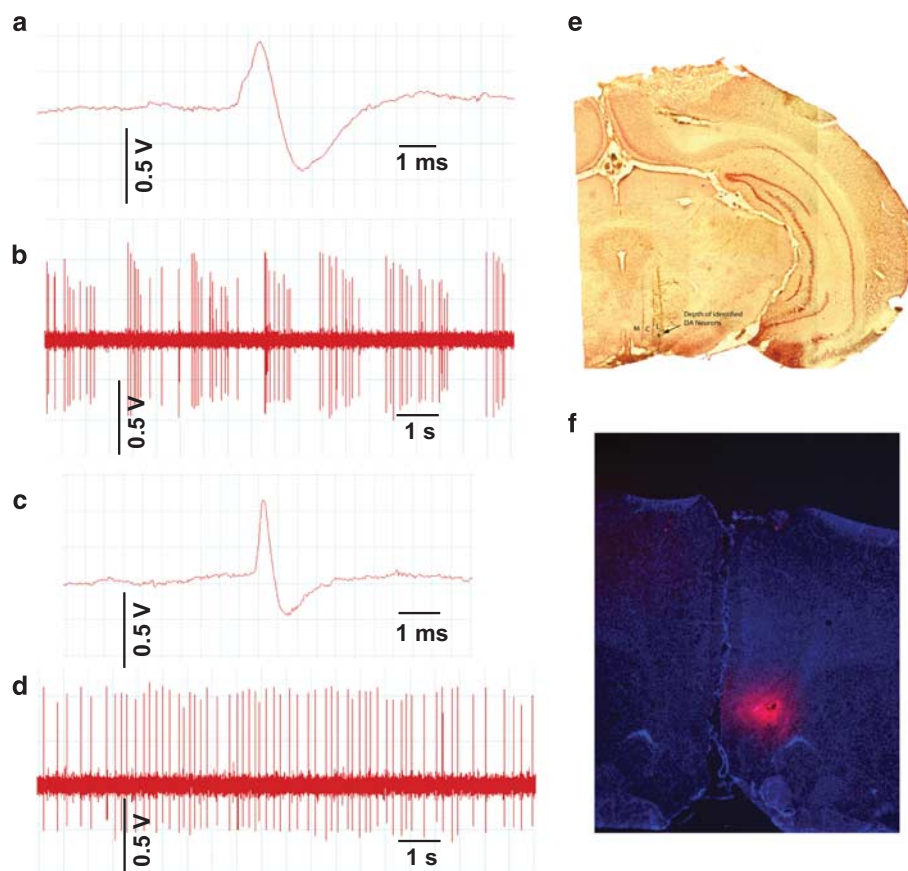 a
0.5 V
1 ms
b
0.5 V
1 s
c
0.5 V
1 ms
d
0.5 V
1 s
e
M C L
Depth of identified
DA Neurons
f